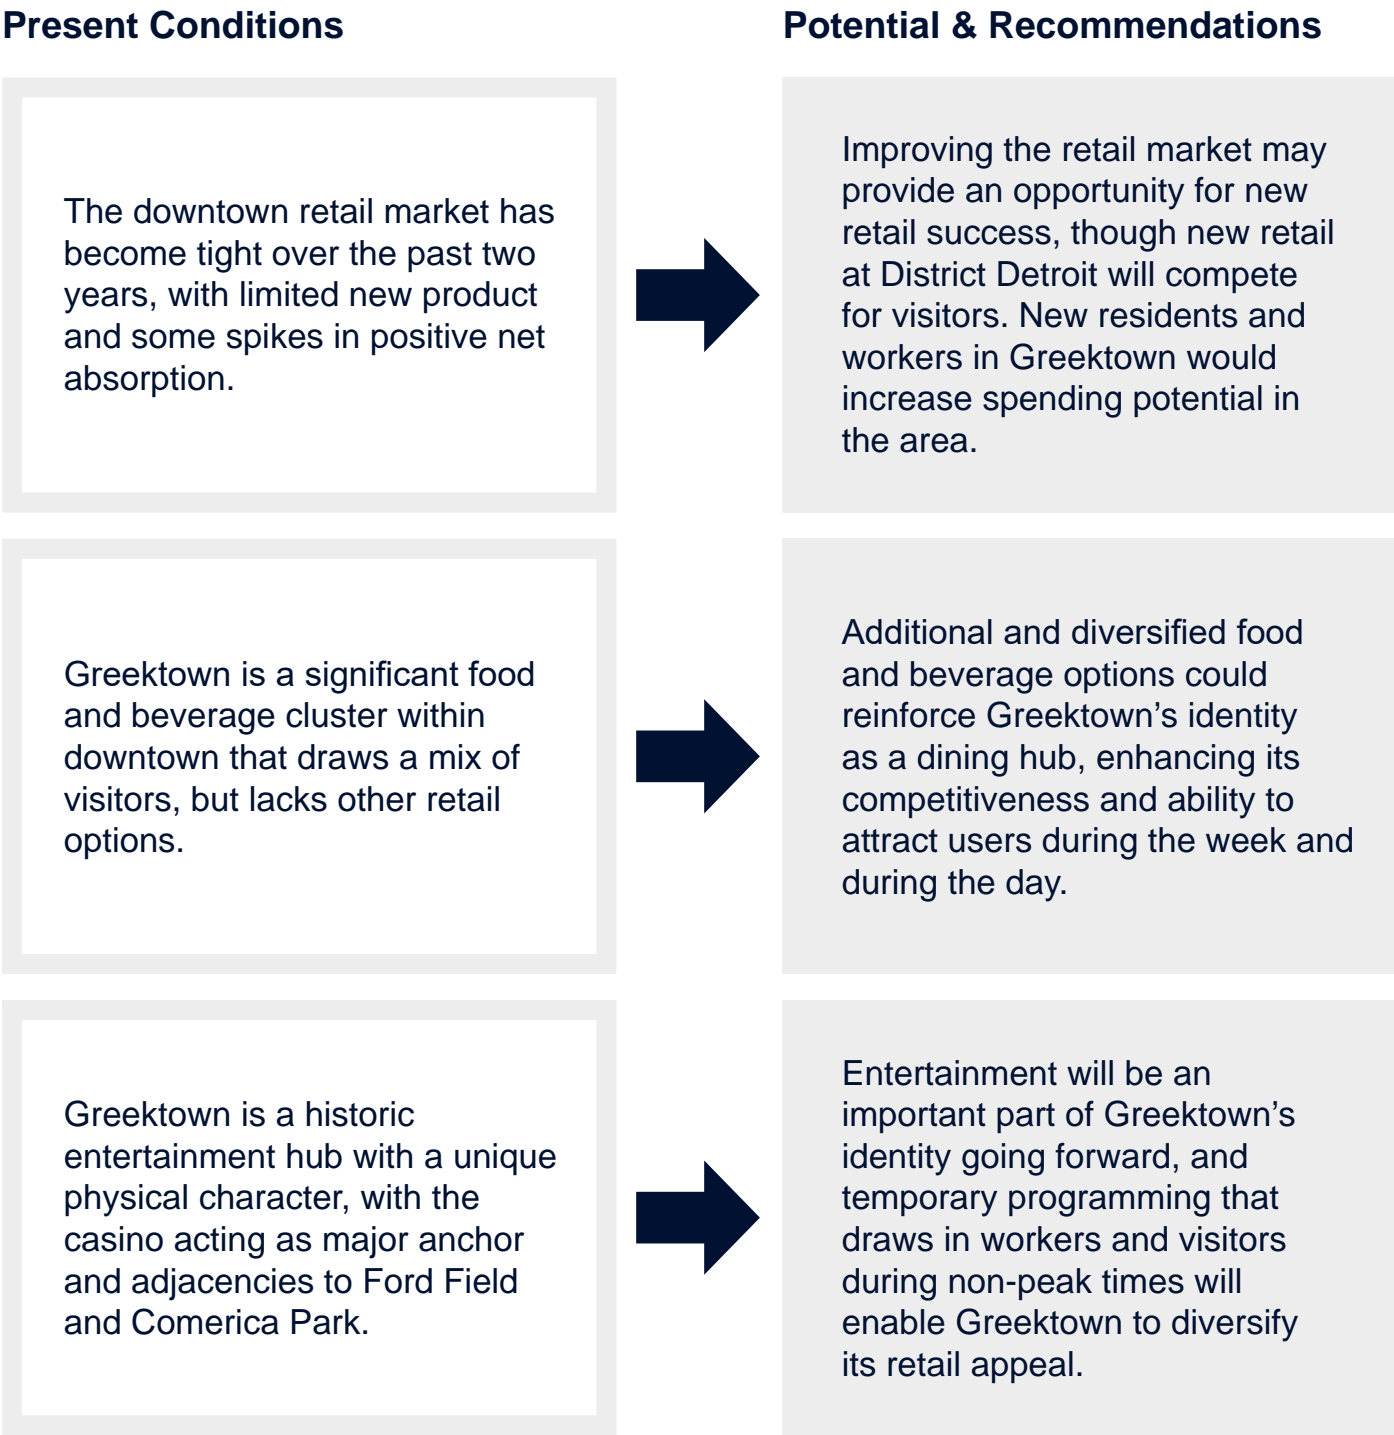 Present Conditions
Potential & Recommendations
The downtown retail market has
become tight over the past two
years, with limited new product
and some spikes in positive net
absorption.
Improving the retail market may
provide an opportunity for new
retail success, though new retail
at District Detroit will compete
for visitors. New residents and
workers in Greektown would
increase spending potential in
the area.
Greektown is a significant food
and beverage cluster within
downtown that draws a mix of
visitors, but lacks other retail
options.
Additional and diversified food
and beverage options could
reinforce Greektown’s identity
as a dining hub, enhancing its
competitiveness and ability to
attract users during the week and
during the day.
Greektown is a historic
entertainment hub with a unique
physical character, with the
casino acting as major anchor
and adjacencies to Ford Field
and Comerica Park.
Entertainment will be an
important part of Greektown’s
identity going forward, and
temporary programming that
draws in workers and visitors
during non-peak times will
enable Greektown to diversify
its retail appeal.